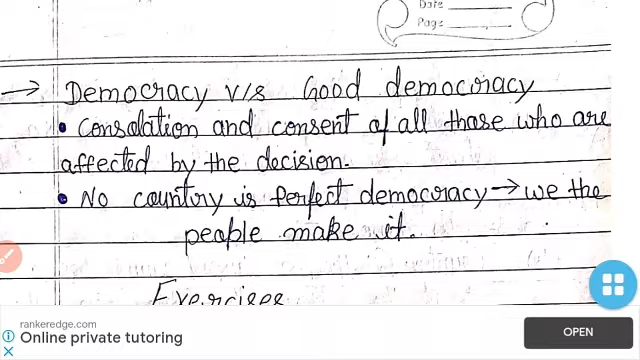 Date
Page
→ Democracy v/s Good democracy
• Consolation and consent of all those who are
affected by the decision.
• No country is perfect democracy → we the
people make it.
Exercises
rankeredge.com
Online private tutoring
OPEN